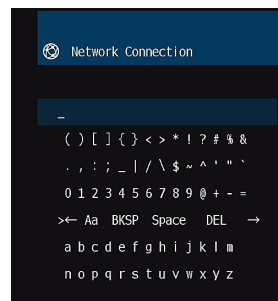 Network Connection
_
( ) [ ] { } < > * ! ? # % &
. , : ; _ | / \ $ ~ ^ ' " `
0 1 2 3 4 5 6 7 8 9 @ + - =
>← Aa BKSP Space DEL →
a b c d e f g h i j k l m
n o p q r s t u v w x y z